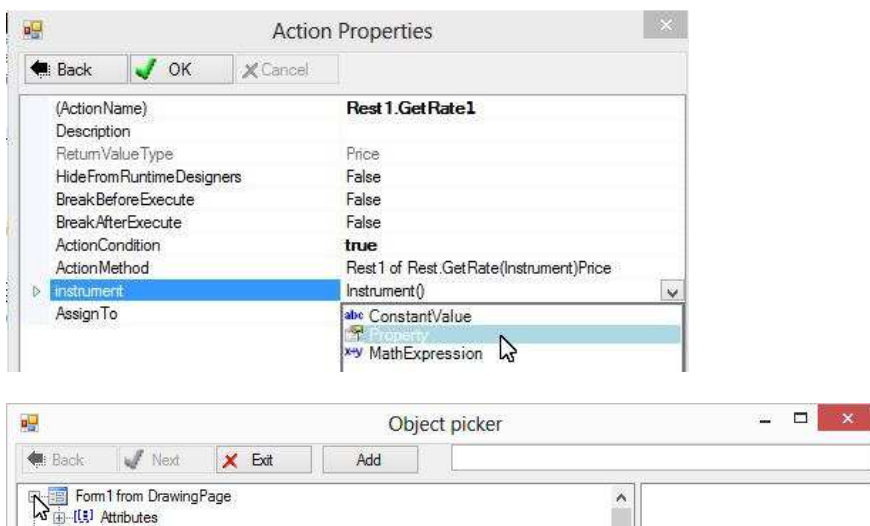 Action Properties
Back OK Cancel
(ActionName) Rest1.GetRate1
Description
ReturnValueType Price
HideFromRuntimeDesigners False
BreakBeforeExecute False
BreakAfterExecute False
ActionCondition true
ActionMethod Rest1 of Rest.GetRate(Instrument)Price
instrument Instrument()
AssignTo abc ConstantValue
Property
x+y MathExpression
Object picker
Back Next Exit Add
Form1 from DrawingPage
Attributes